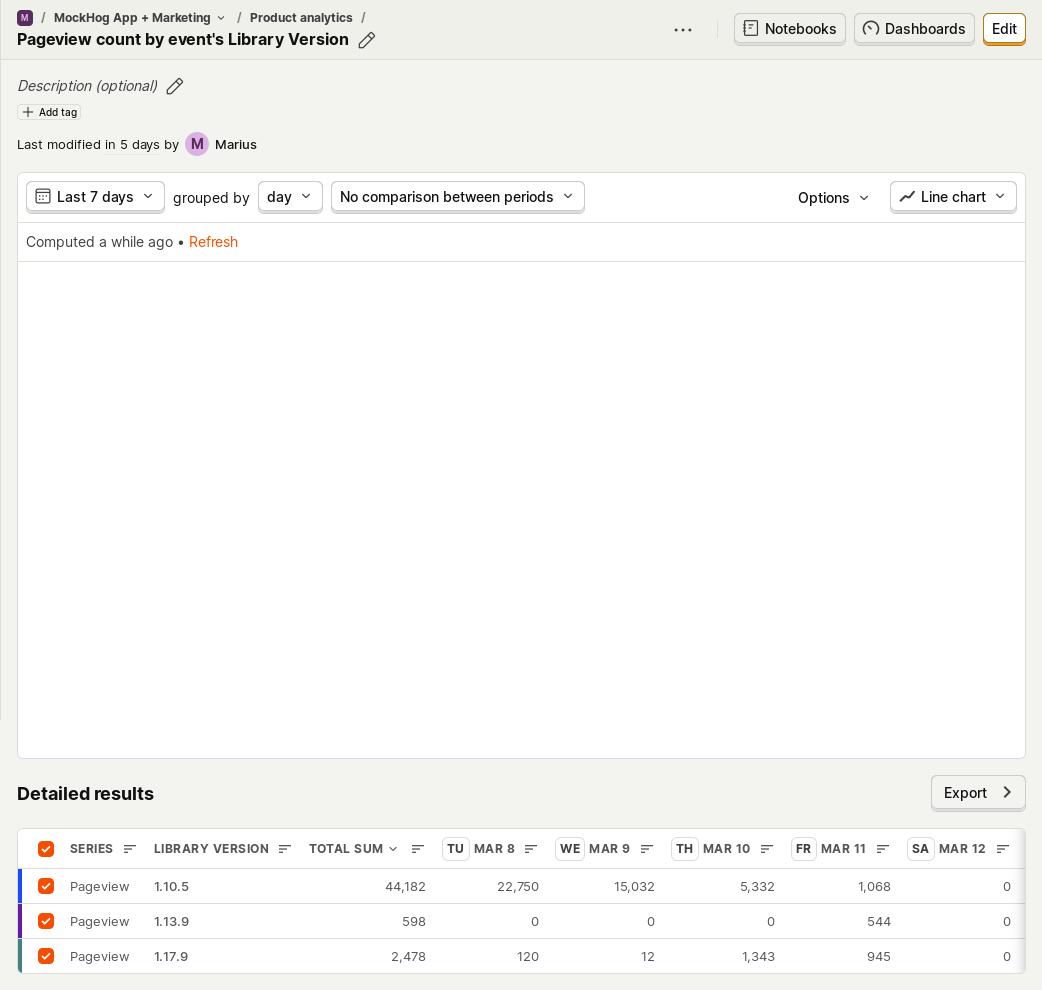 M / MockHog App + Marketing / Product analytics /
Pageview count by event's Library Version
Notebooks Dashboards Edit
Description (optional)
Add tag
Last modified in 5 days by M Marius
Last 7 days grouped by day No comparison between periods Options Line chart
Computed a while ago • Refresh
Detailed results
Export
SERIES LIBRARY VERSION TOTAL SUM TU MAR 8 WE MAR 9 TH MAR 10 FR MAR 11 SA MAR 12
Pageview 1.10.5 44,182 22,750 15,032 5,332 1,068 0
Pageview 1.13.9 598 0 0 0 544 0
Pageview 1.17.9 2,478 120 12 1,343 945 0